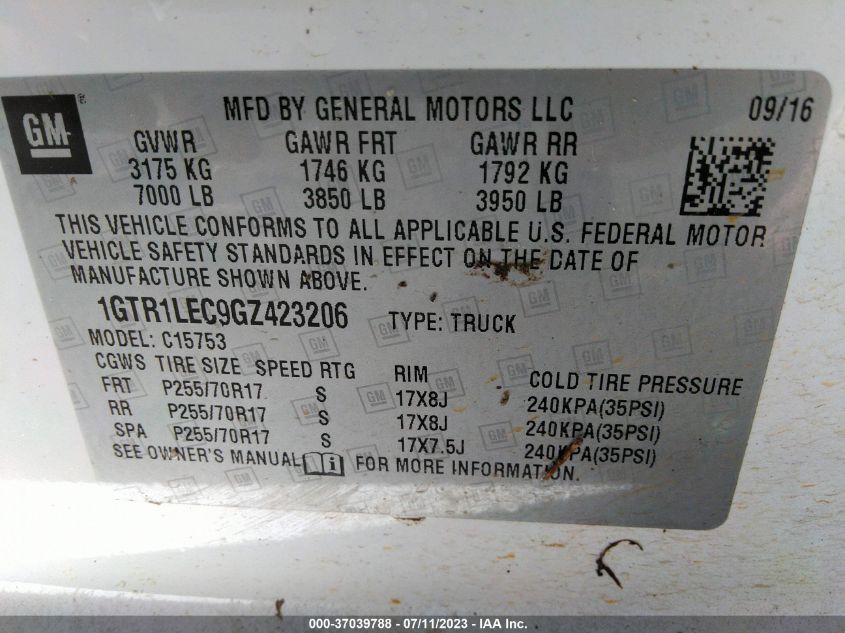 GM ®
MFD BY GENERAL MOTORS LLC 09/16
GVWR GAWR FRT GAWR RR
3175 KG 1746 KG 1792 KG
7000 LB 3850 LB 3950 LB
THIS VEHICLE CONFORMS TO ALL APPLICABLE U.S. FEDERAL MOTOR
VEHICLE SAFETY STANDARDS IN EFFECT ON THE DATE OF
MANUFACTURE SHOWN ABOVE.
1GTR1LEC9GZ423206 TYPE: TRUCK
MODEL: C15753
CGWS TIRE SIZE SPEED RTG RIM COLD TIRE PRESSURE
FRT P255/70R17 S 17X8J 240KPA(35PSI)
RR P255/70R17 S 17X8J 240KPA(35PSI)
SPA P255/70R17 S 17X7.5J 240KPA(35PSI)
SEE OWNER'S MANUAL FOR MORE INFORMATION.
000-37039788 - 07/11/2023 - IAA Inc.